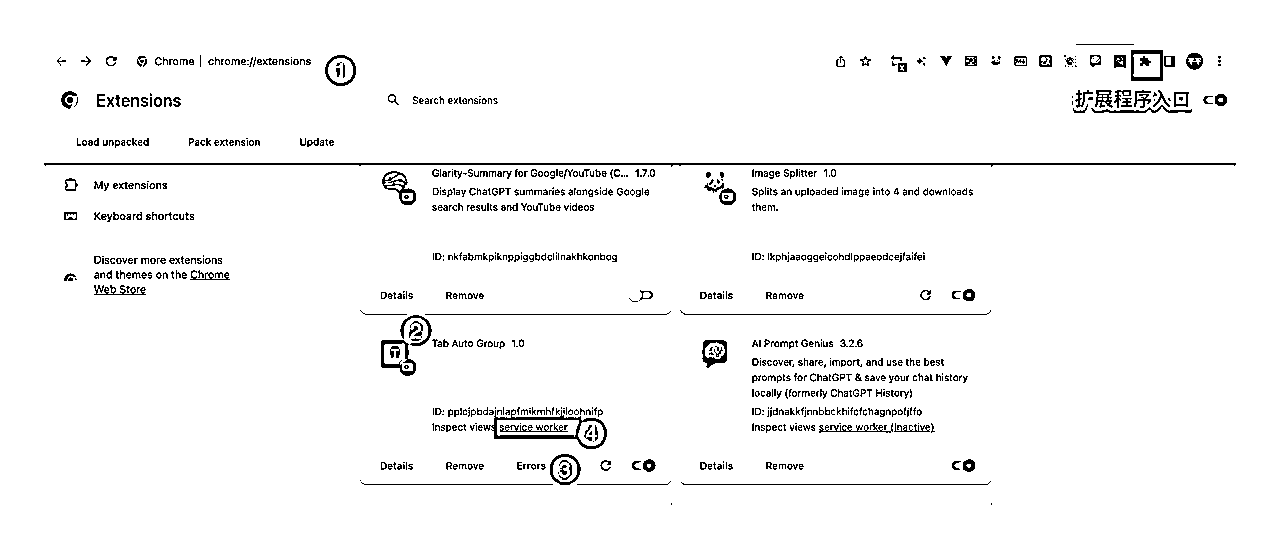 Chrome | chrome://extensions ①
Extensions
Search extensions
扩展程序入口
Load unpacked Pack extension Update
My extensions
Keyboard shortcuts
Discover more extensions
and themes on the Chrome
Web Store
Glarity-Summary for Google/YouTube (C... 1.7.0
Display ChatGPT summaries alongside Google
search results and YouTube videos
ID: nkfabmkpiknppiggbdclilnakhkonbog
Details Remove
Image Splitter 1.0
Splits an uploaded image into 4 and downloads
them.
ID: lkphjaaoggeicohdlppaeodcejfaifei
Details Remove
②
Tab Auto Group 1.0
ID:
Inspect views service worker ④
Details Remove Errors ③
AI Prompt Genius 3.2.6
Discover, share, import, and use the best
prompts for ChatGPT & save your chat history
locally (formerly ChatGPT History)
ID: jjdnakkfjnnbbckhifcfchagnpofjffo
Inspect views service worker (Inactive)
Details Remove